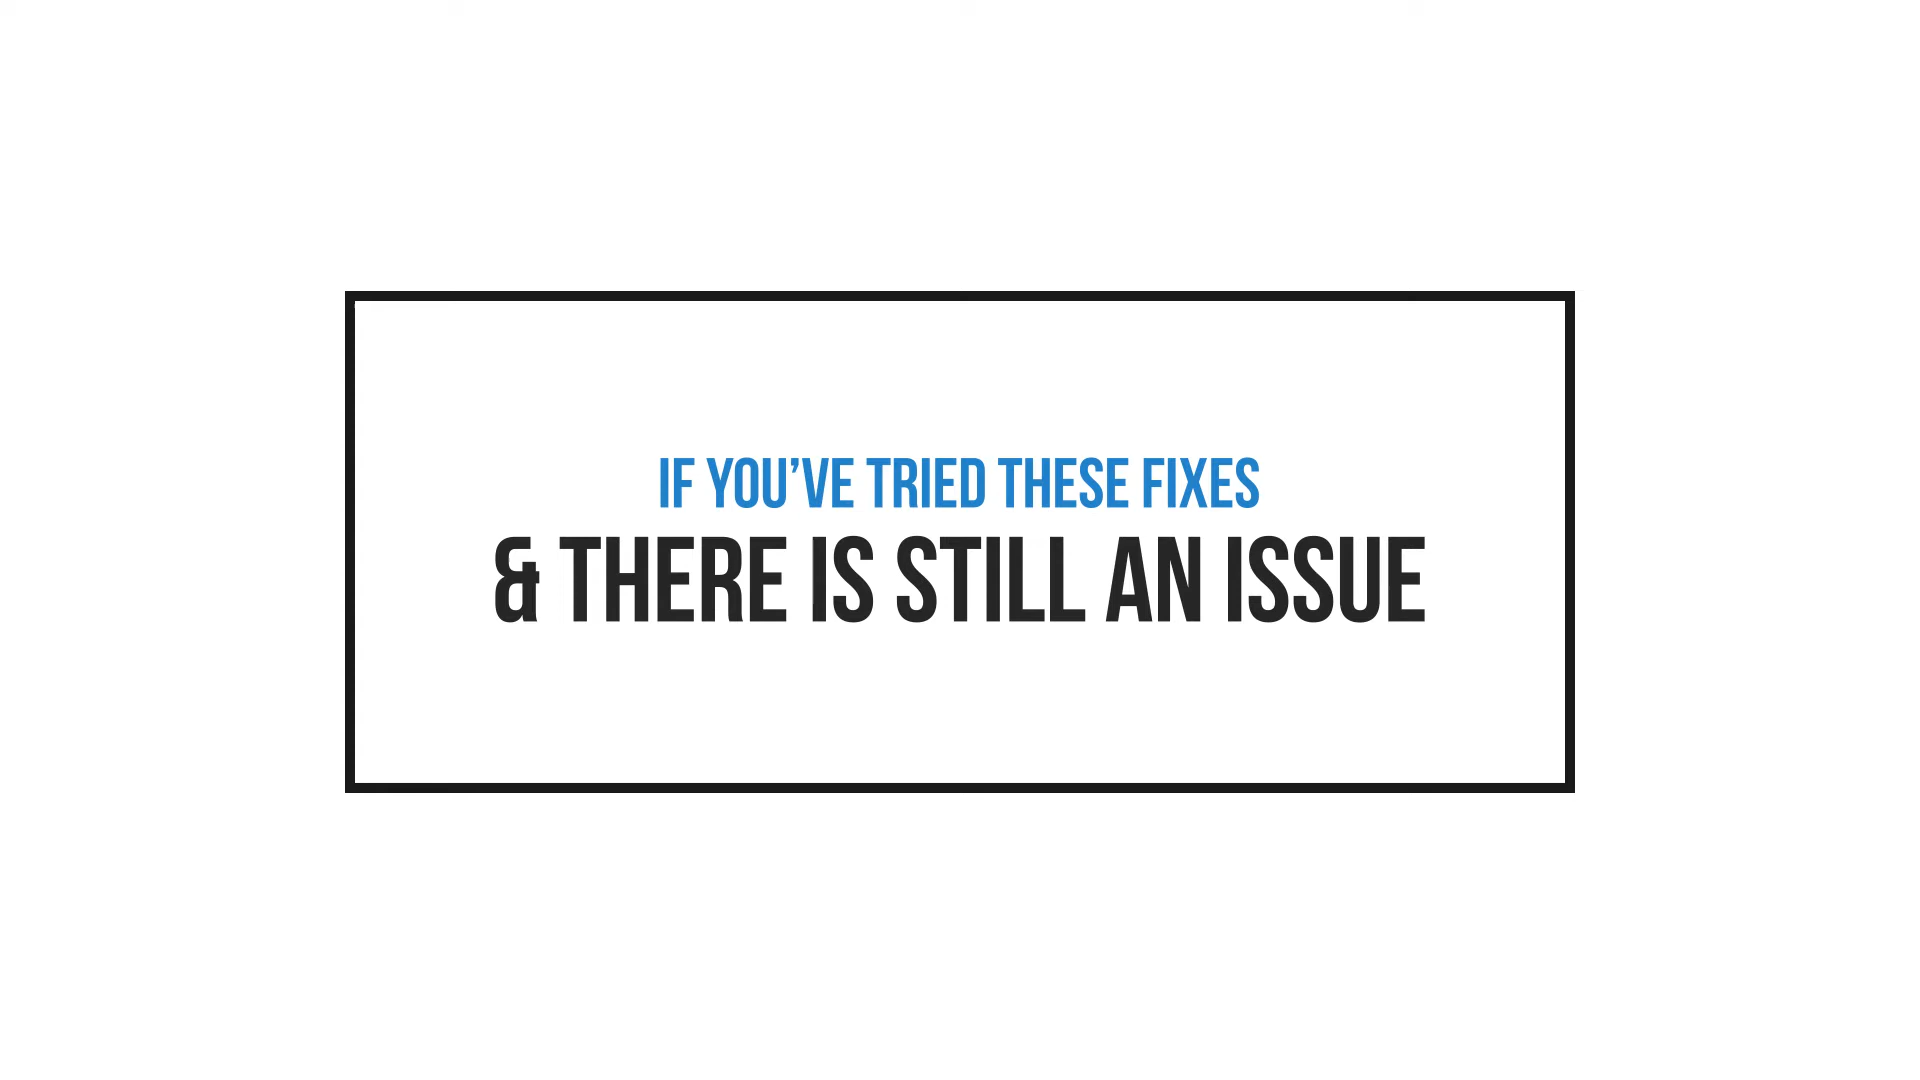 IF YOU’VE TRIED THESE FIXES
& THERE IS STILL AN ISSUE